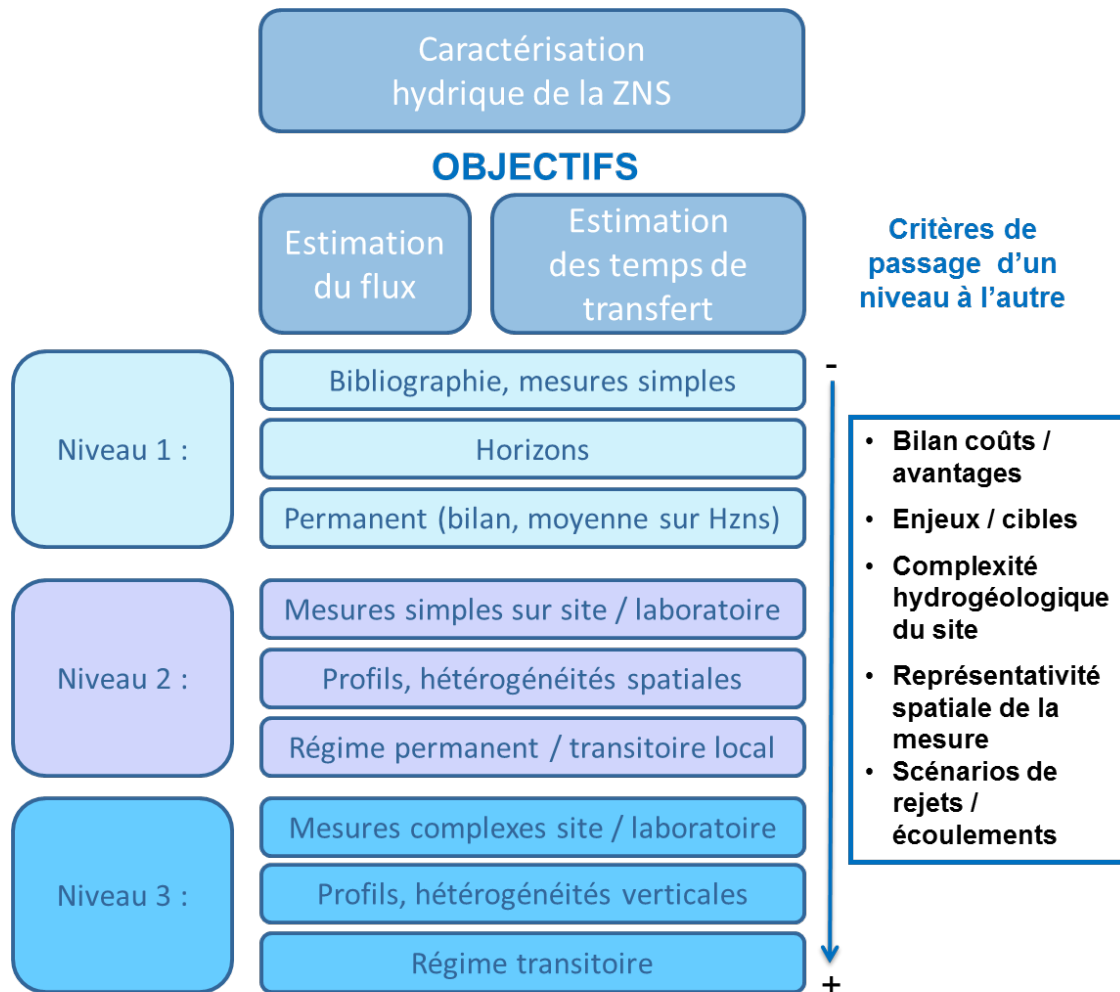 Caractérisation
hydrique de la ZNS
OBJECTIFS
Estimation
du flux
Estimation
des temps de
transfert
Critères de
passage d'un
niveau à l'autre
Niveau 1 :
Bibliographie, mesures simples
Horizons
Permanent (bilan, moyenne sur Hzns)
Niveau 2 :
Mesures simples sur site / laboratoire
Profils, hétérogénéités spatiales
Régime permanent / transitoire local
Niveau 3 :
Mesures complexes site / laboratoire
Profils, hétérogénéités verticales
Régime transitoire
-
• Bilan coûts /
avantages
• Enjeux / cibles
• Complexité
hydrogéologique
du site
• Représentativité
spatiale de la
mesure
• Scénarios de
rejets /
écoulements
+